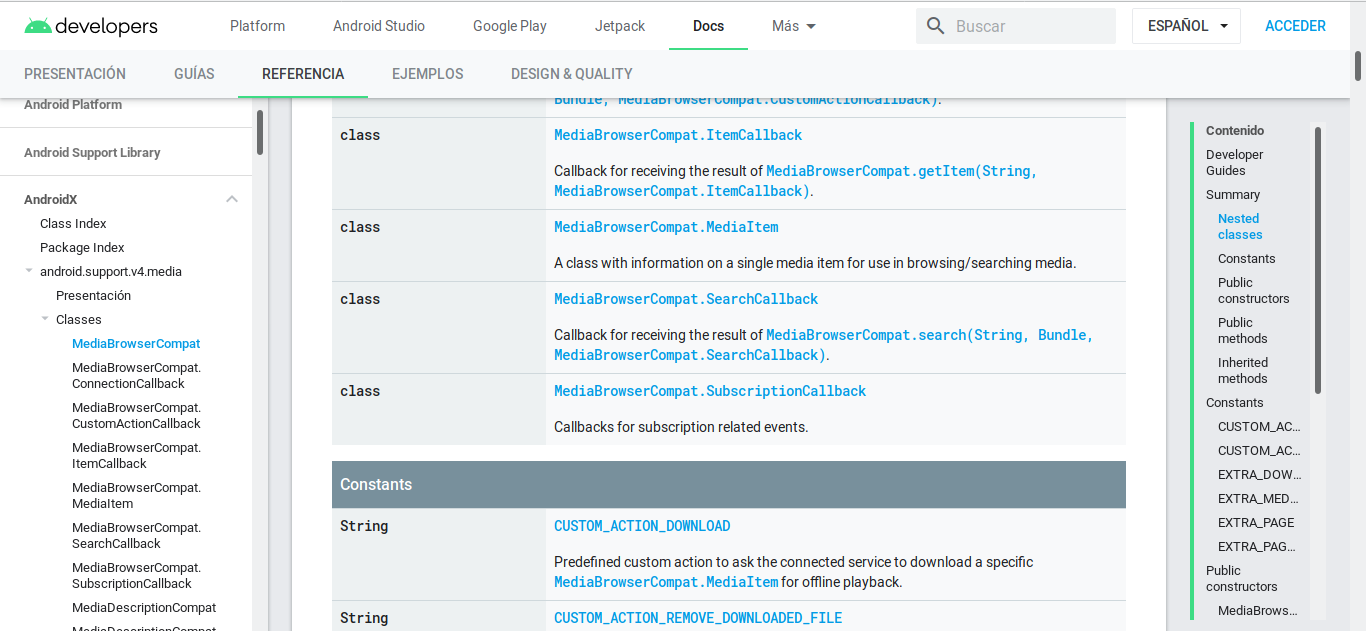 developers
Platform
Android Studio
Google Play
Jetpack
Docs
Más
Buscar
ESPAÑOL
ACCEDER
PRESENTACIÓN
GUÍAS
REFERENCIA
EJEMPLOS
DESIGN & QUALITY
Android Platform
Android Support Library
AndroidX
Class Index
Package Index
android.support.v4.media
Presentación
Classes
MediaBrowserCompat
MediaBrowserCompat.
ConnectionCallback
MediaBrowserCompat.
CustomActionCallback
MediaBrowserCompat.
ItemCallback
MediaBrowserCompat.
MediaItem
MediaBrowserCompat.
SearchCallback
MediaBrowserCompat.
SubscriptionCallback
MediaDescriptionCompat
MediaDescriptionCompat
Bundle, MediaBrowserCompat.CustomActionCallback).
class
MediaBrowserCompat.ItemCallback
Callback for receiving the result of MediaBrowserCompat.getItem(String,
MediaBrowserCompat.ItemCallback).
class
MediaBrowserCompat.MediaItem
A class with information on a single media item for use in browsing/searching media.
class
MediaBrowserCompat.SearchCallback
Callback for receiving the result of MediaBrowserCompat.search(String, Bundle,
MediaBrowserCompat.SearchCallback).
class
MediaBrowserCompat.SubscriptionCallback
Callbacks for subscription related events.
Constants
String
CUSTOM_ACTION_DOWNLOAD
Predefined custom action to ask the connected service to download a specific
MediaBrowserCompat.MediaItem for offline playback.
String
CUSTOM_ACTION_REMOVE_DOWNLOADED_FILE
Contenido
Developer
Guides
Summary
Nested
classes
Constants
Public
constructors
Public
methods
Inherited
methods
Constants
CUSTOM_AC...
CUSTOM_AC...
EXTRA_DOW...
EXTRA_MED...
EXTRA_PAGE
EXTRA_PAG...
Public
constructors
MediaBrows...